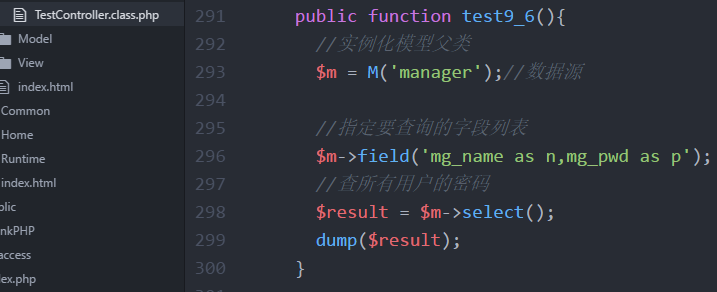 TestController.class.php
Model
View
index.html
Common
Home
Runtime
index.html
blic
nkPHP
access
ex.php
291 public function test9_6(){
292 //实例化模型父类
293 $m = M('manager');//数据源
294
295 //指定要查询的字段列表
296 $m->field('mg_name as n,mg_pwd as p');
297 //查所有用户的密码
298 $result = $m->select();
299 dump($result);
300 }